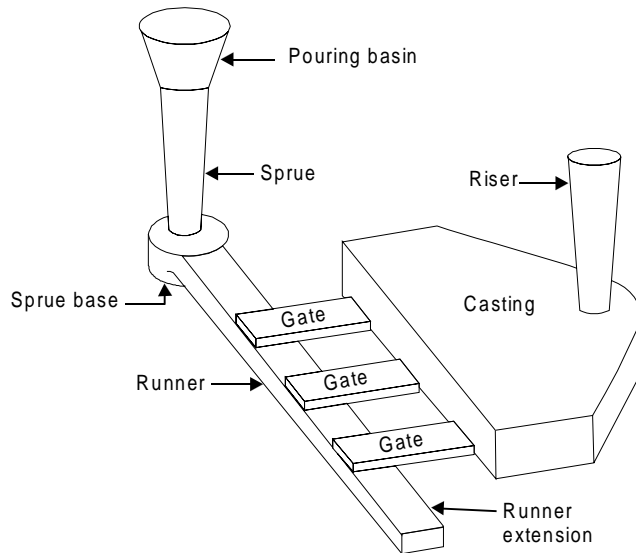 Pouring basin
Sprue
Riser
Sprue base
Casting
Gate
Runner
Gate
Gate
Runner
extension